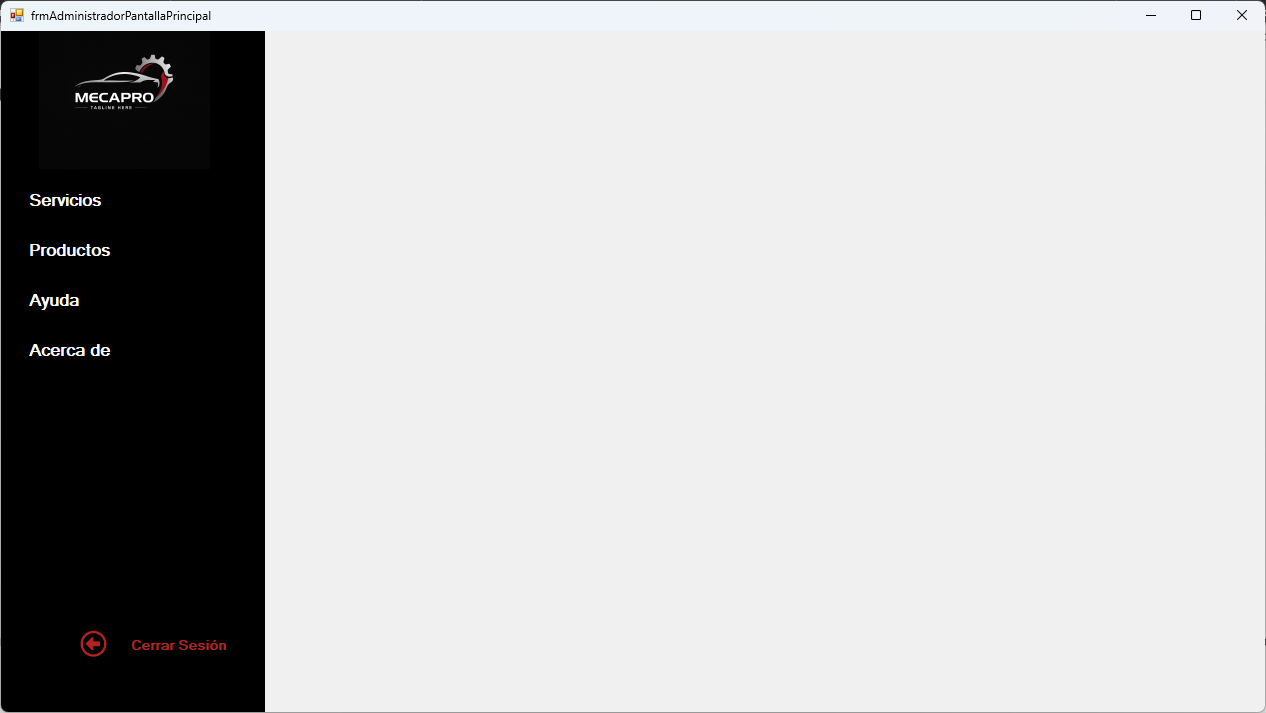 frmAdministradorPantallaPrincipal
MECAPRO
TAGLINE HERE
Servicios
Productos
Ayuda
Acerca de
Cerrar Sesión